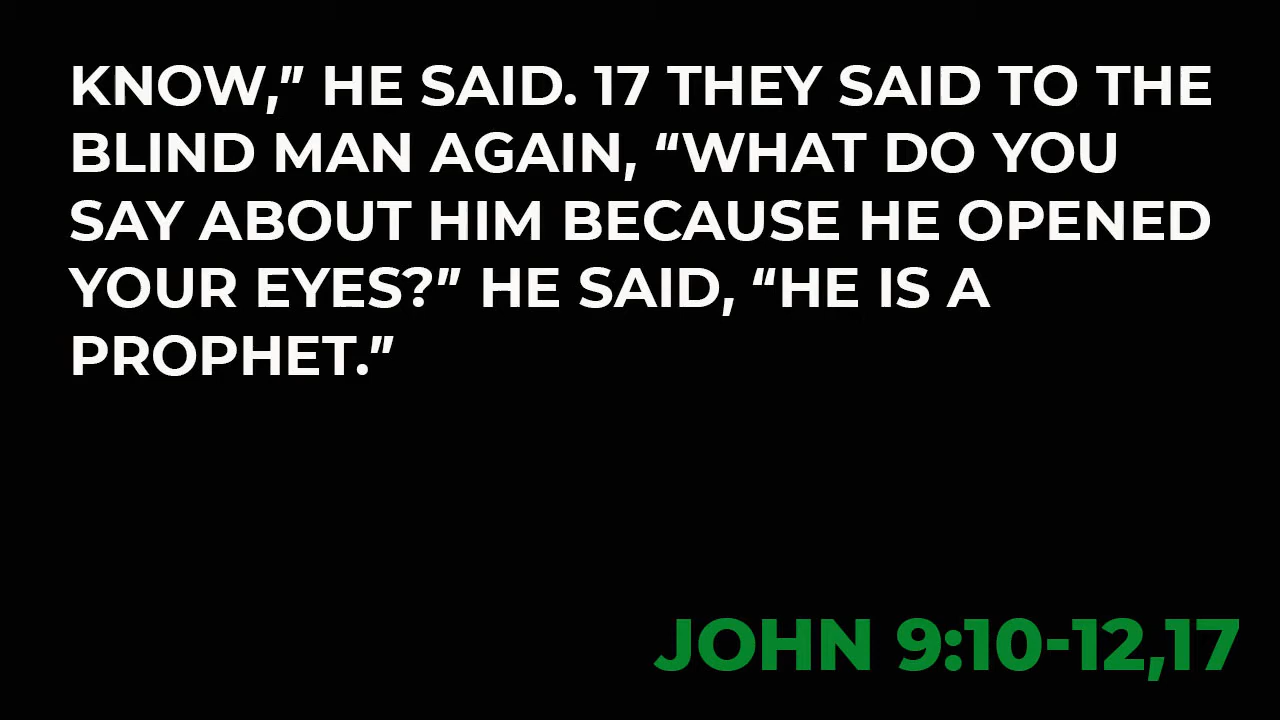 KNOW,” HE SAID. 17 THEY SAID TO THE
BLIND MAN AGAIN, “WHAT DO YOU
SAY ABOUT HIM BECAUSE HE OPENED
YOUR EYES?” HE SAID, “HE IS A
PROPHET.”
JOHN 9:10-12,17